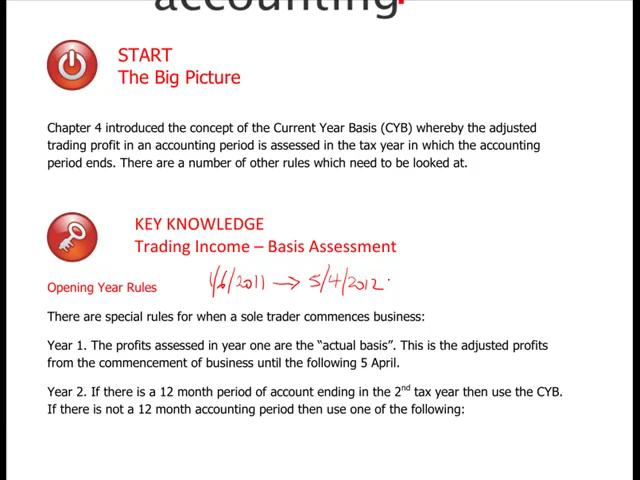 accounting.
START
The Big Picture
Chapter 4 introduced the concept of the Current Year Basis (CYB) whereby the adjusted
trading profit in an accounting period is assessed in the tax year in which the accounting
period ends. There are a number of other rules which need to be looked at.
KEY KNOWLEDGE
Trading Income – Basis Assessment
1/6/2011 → 5/4/2012
Opening Year Rules
There are special rules for when a sole trader commences business:
Year 1. The profits assessed in year one are the “actual basis”. This is the adjusted profits
from the commencement of business until the following 5 April.
Year 2. If there is a 12 month period of account ending in the 2nd tax year then use the CYB.
If there is not a 12 month accounting period then use one of the following: